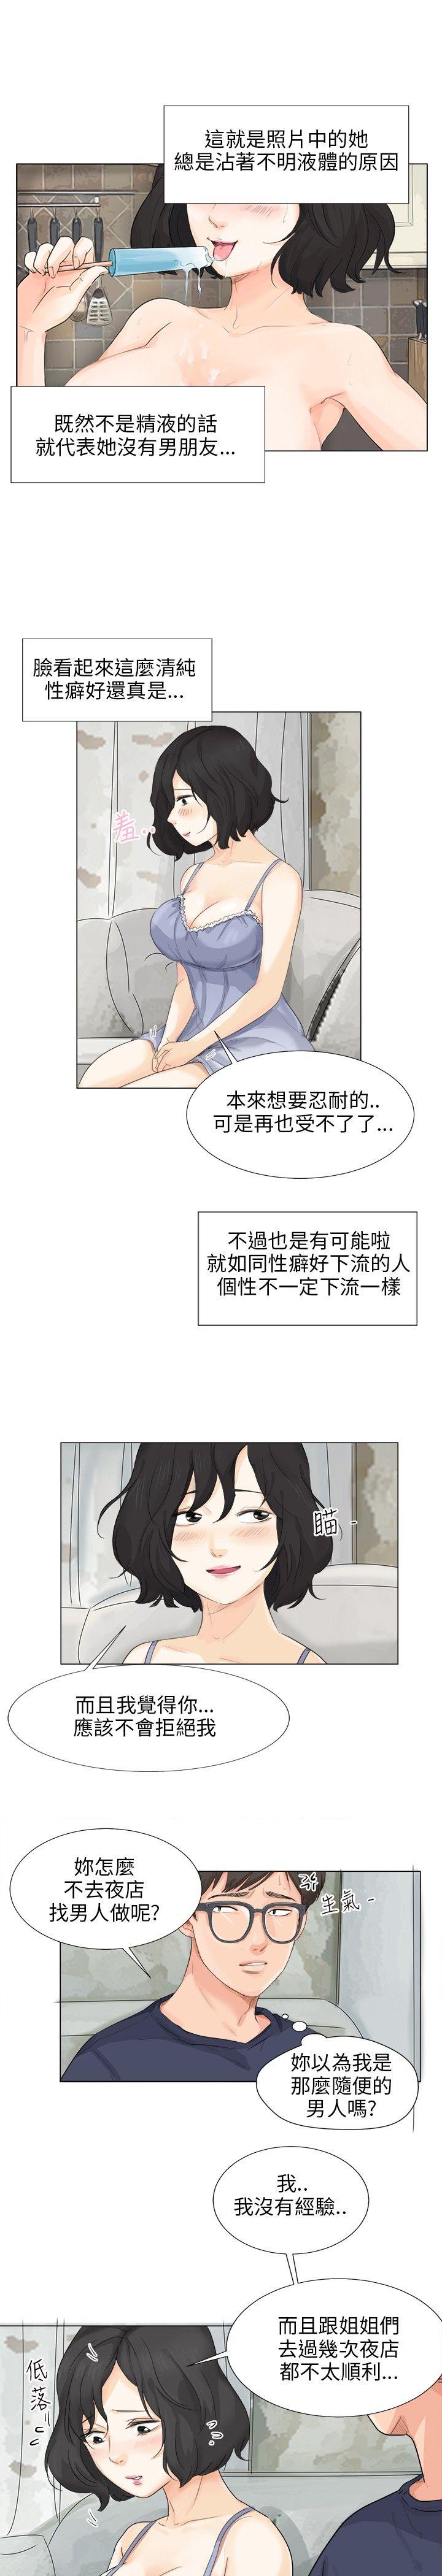 這就是照片中的她
總是沾著不明液體的原因
既然不是精液的話
就代表她沒有男朋友...
臉看起來這麼清純
性癖好還真是...
羞..
本來想要忍耐的..
可是再也受不了了...
不過也是有可能啦
就如同性癖好下流的人
個性不一定下流一樣
瞄-
而且我覺得你...
應該不會拒絕我
妳怎麼
不去夜店
找男人做呢?
生氣-
妳以為我是
那麼隨便的
男人嗎?
我..
我沒有經驗..
而且跟姐姐們
去過幾次夜店
都不太順利...
低落